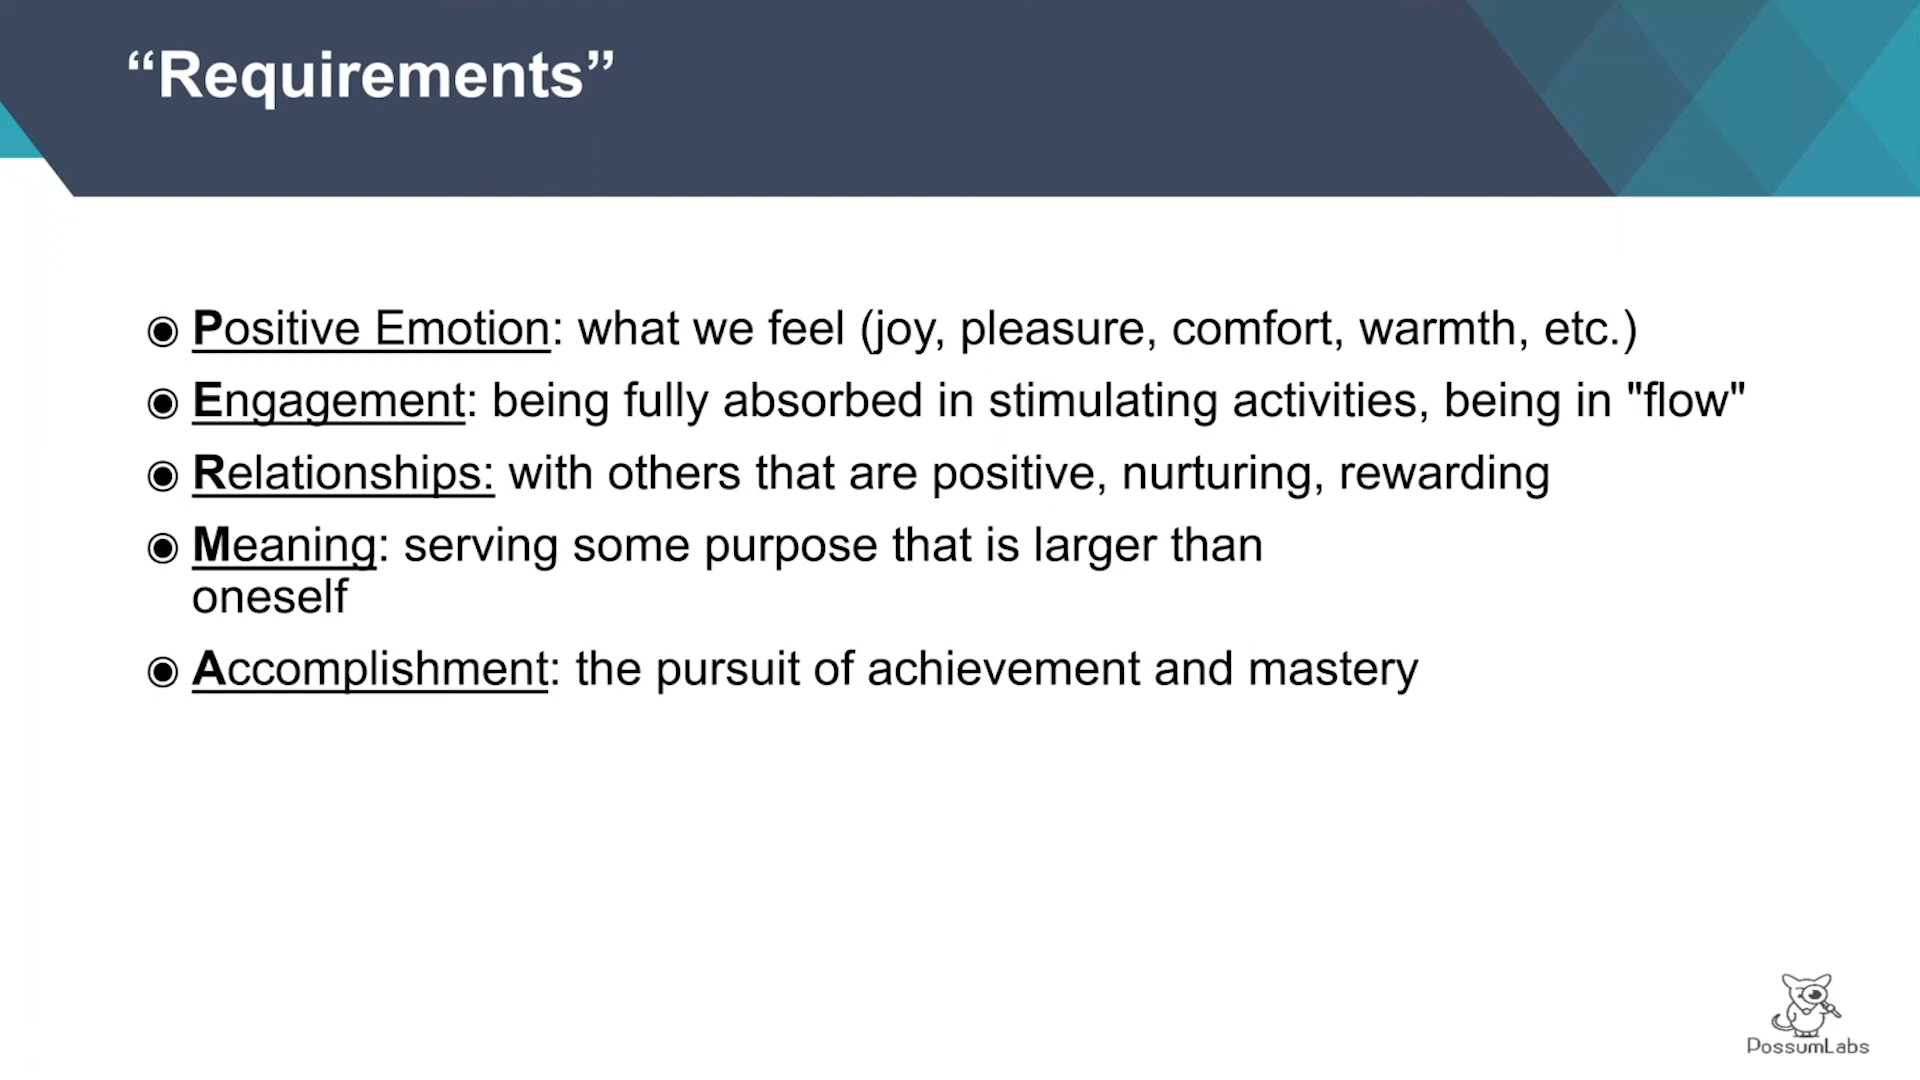 “Requirements”
◉ Positive Emotion: what we feel (joy, pleasure, comfort, warmth, etc.)
◉ Engagement: being fully absorbed in stimulating activities, being in "flow"
◉ Relationships: with others that are positive, nurturing, rewarding
◉ Meaning: serving some purpose that is larger than
oneself
◉ Accomplishment: the pursuit of achievement and mastery
PossumLabs